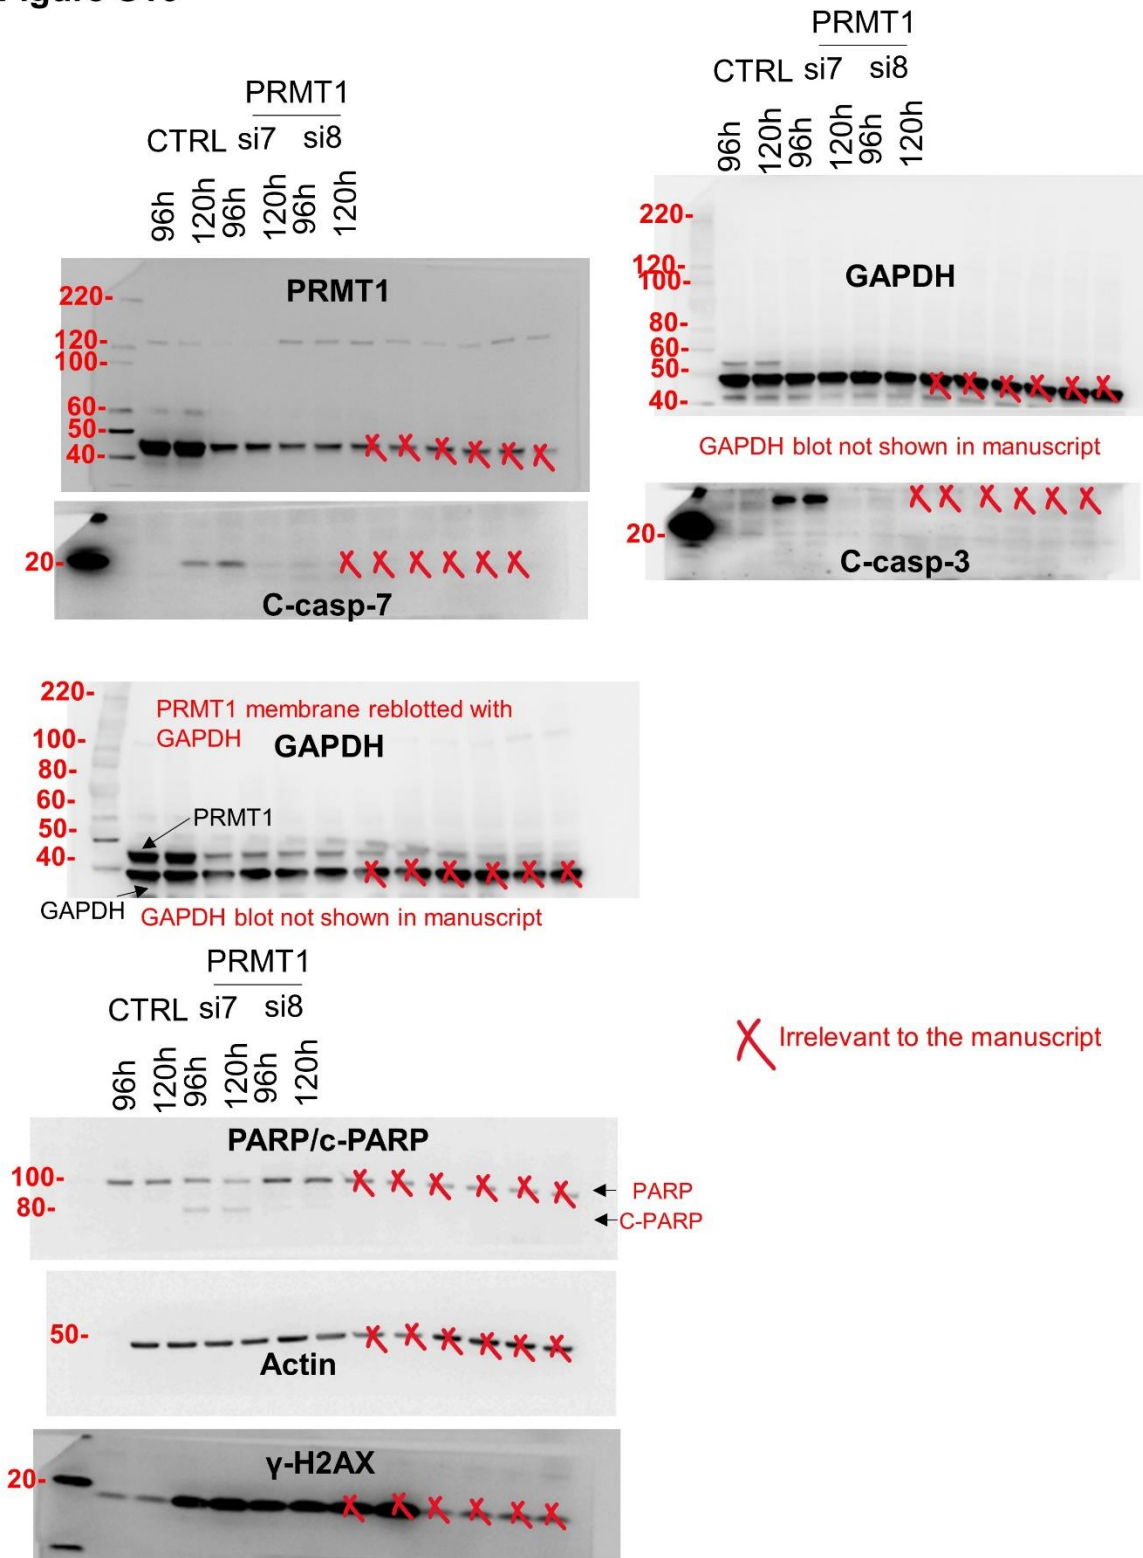 PRMT1
CTRL si7 si8
96h 120h 96h 120h 96h 120h
PRMT1
220-
120-
100-
60-
50-
40-
20-
C-casp-7
PRMT1
CTRL si7 si8
96h 120h 96h 120h 96h 120h
220-
120-
100-
80-
60-
50-
40-
GAPDH
GAPDH blot not shown in manuscript
20-
C-casp-3
220-
100-
80-
60-
50-
40-
PRMT1 membrane reblotted with
GAPDH
GAPDH
PRMT1
GAPDH
GAPDH blot not shown in manuscript
PRMT1
CTRL si7 si8
96h 120h 96h 120h 96h 120h
PARP/c-PARP
100-
80-
PARP
C-PARP
50-
Actin
20-
γ-H2AX
X Irrelevant to the manuscript